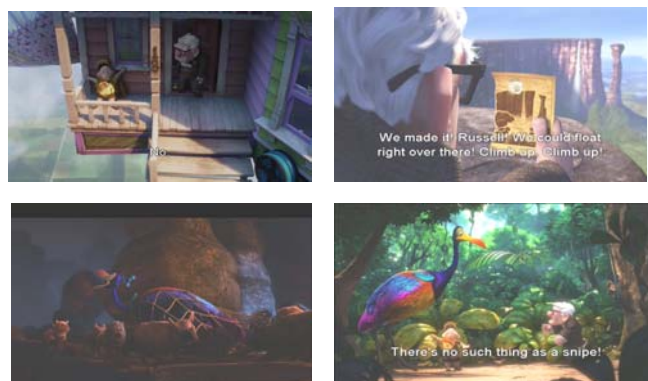 No
We made it! Russell! We could float
right over there! Climb up. Climb up!
There's no such thing as a snipe!